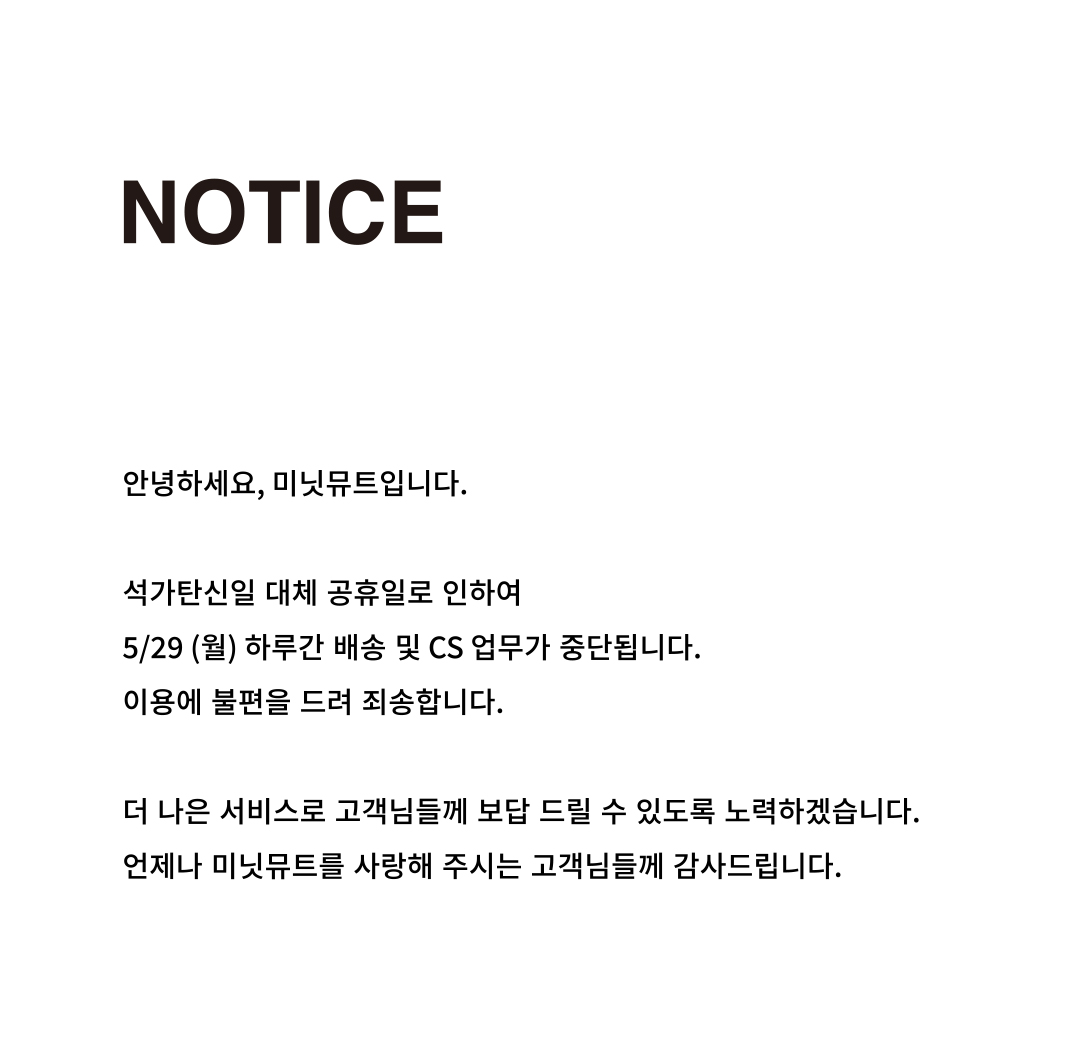 NOTICE
안녕하세요, 미닛뮤트입니다.
석가탄신일 대체 공휴일로 인하여
5/29 (월) 하루간 배송 및 CS 업무가 중단됩니다.
이용에 불편을 드려 죄송합니다.
더 나은 서비스로 고객님들께 보답 드릴 수 있도록 노력하겠습니다.
언제나 미닛뮤트를 사랑해 주시는 고객님들께 감사드립니다.